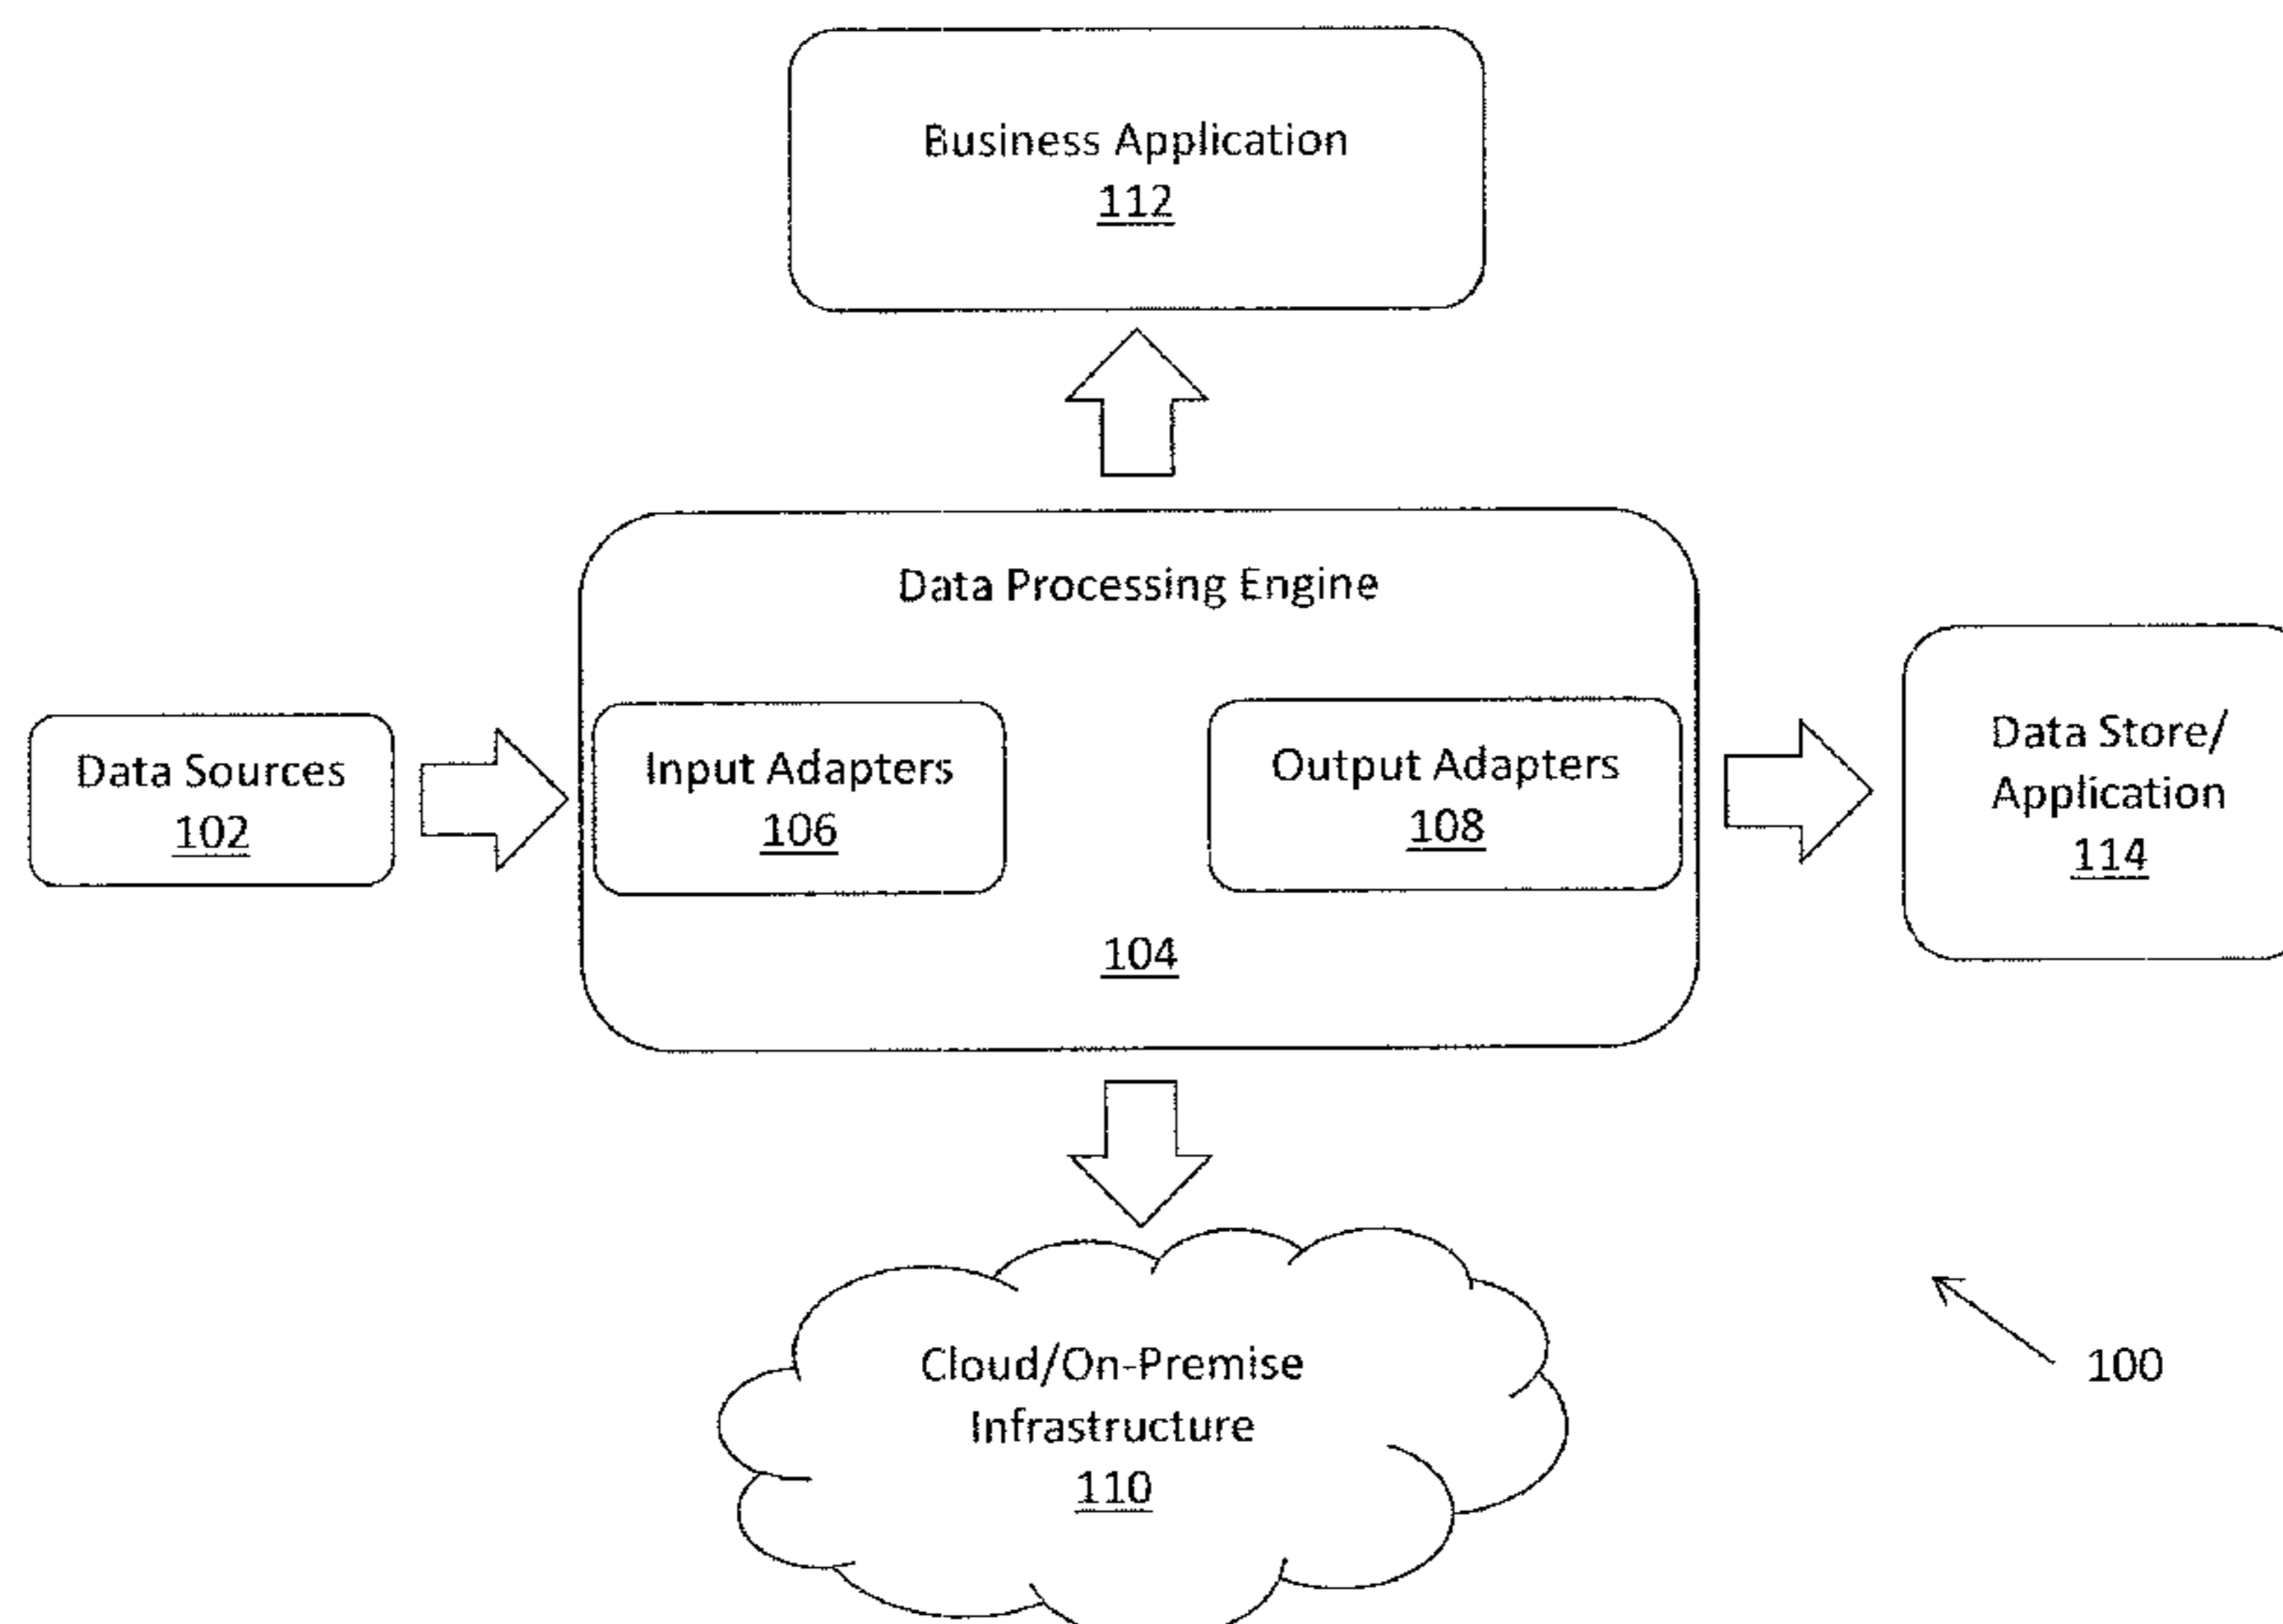 Business Application
112
Data Processing Engine
Data Sources
102
Input Adapters
106
Output Adapters
108
Data Store/
Application
114
104
Cloud/On-Premise
Infrastructure
110
100